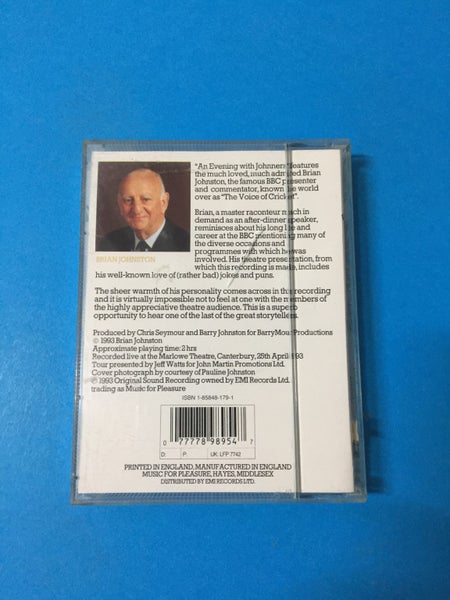 "An Evening with Johnners" features
the much loved, much admired Brian
Johnston, the famous BBC presenter
and commentator, known the world
over as "The Voice of Cricket".
Brian, a master raconteur much in
demand as an after-dinner speaker,
reminisces about his long life and
career at the BBC mentioning many
of the diverse occasions and
programmes with which he was
involved. His theatre presentation, from
which this recording is made, includes
his well-known love of (rather bad) jokes and puns.
BRIAN JOHNSTON
The sheer warmth of his personality comes across in this recording
and it is virtually impossible not to feel at one with the members of
the highly appreciative theatre audience. This is a superb
opportunity to hear one of the last of the great storytellers.
Produced by Chris Seymour and Barry Johnston for BarryMour Productions
© 1993 Brian Johnston
Approximate playing time: 2 hrs
Recorded live at the Marlowe Theatre, Canterbury, 25th April 1993
Tour presented by Jeff Watts for John Martin Promotions Ltd.
Cover photograph by courtesy of Pauline Johnston
℗ 1993 Original Sound Recording owned by EMI Records Ltd.
trading as Music for Pleasure
ISBN 1-85848-179-1
0 77778 98954 7
D: P: UK: LFP 7742
PRINTED IN ENGLAND, MANUFACTURED IN ENGLAND
MUSIC FOR PLEASURE, HAYES, MIDDLESEX
DISTRIBUTED BY EMI RECORDS LTD.